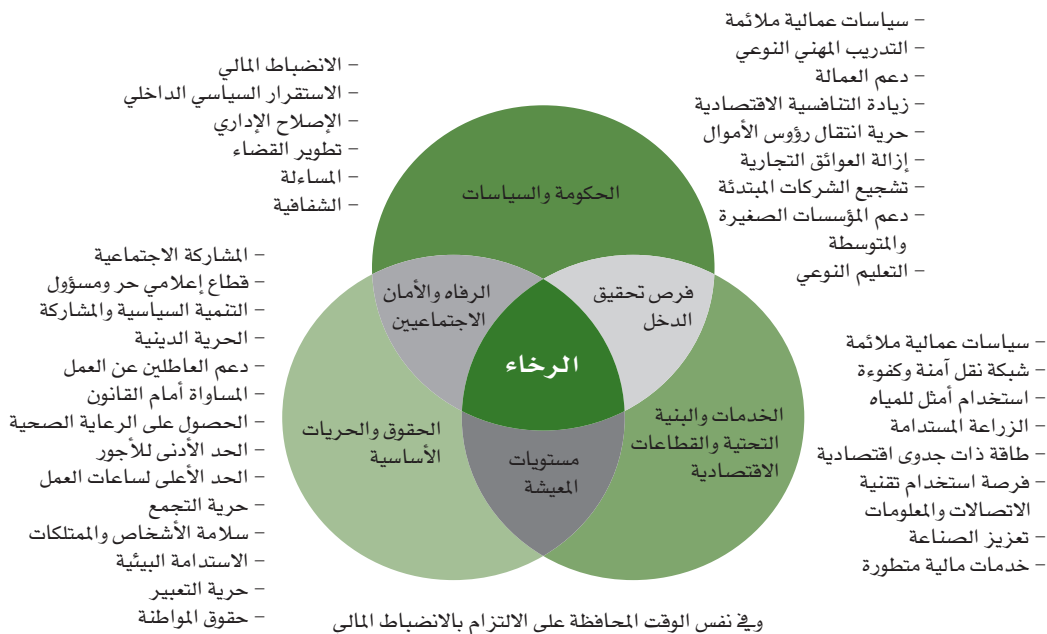 – سياسات عمالية ملائمة
– التدريب المهني النوعي
– دعم العمالة
– زيادة التنافسية الاقتصادية
– حرية انتقال رؤوس الأموال
– إزالة العوائق التجارية
– تشجيع الشركات المبتدئة
– دعم المؤسسات الصغيرة
والمتوسطة
– التعليم النوعي
– الانضباط المالي
– الاستقرار السياسي الداخلي
– الإصلاح الإداري
– تطوير القضاء
– المساءلة
– الشفافية
الحكومة والسياسات
فرص تحقيق
الدخل
الرفاه والأمان
الاجتماعيين
الرخاء
الخدمات والبنية
التحتية والقطاعات
الاقتصادية
الحقوق والحريات
الأساسية
مستويات
المعيشة
– سياسات عمالية ملائمة
– شبكة نقل آمنة وكفوءة
– استخدام أمثل للمياه
– الزراعة المستدامة
– طاقة ذات جدوى اقتصادية
– فرصة استخدام تقنية
الاتصالات والمعلومات
– تعزيز الصناعة
– خدمات مالية متطورة
– المشاركة الاجتماعية
– قطاع إعلامي حر ومسؤول
– التنمية السياسية والمشاركة
– الحرية الدينية
– دعم العاطلين عن العمل
– المساواة أمام القانون
– الحصول على الرعاية الصحية
– الحد الأدنى للأجور
– الحد الأعلى لساعات العمل
– حرية التجمع
– سلامة الأشخاص والممتلكات
– الاستدامة البيئية
– حرية التعبير
– حقوق المواطنة
وفي نفس الوقت المحافظة على الالتزام بالانضباط المالي